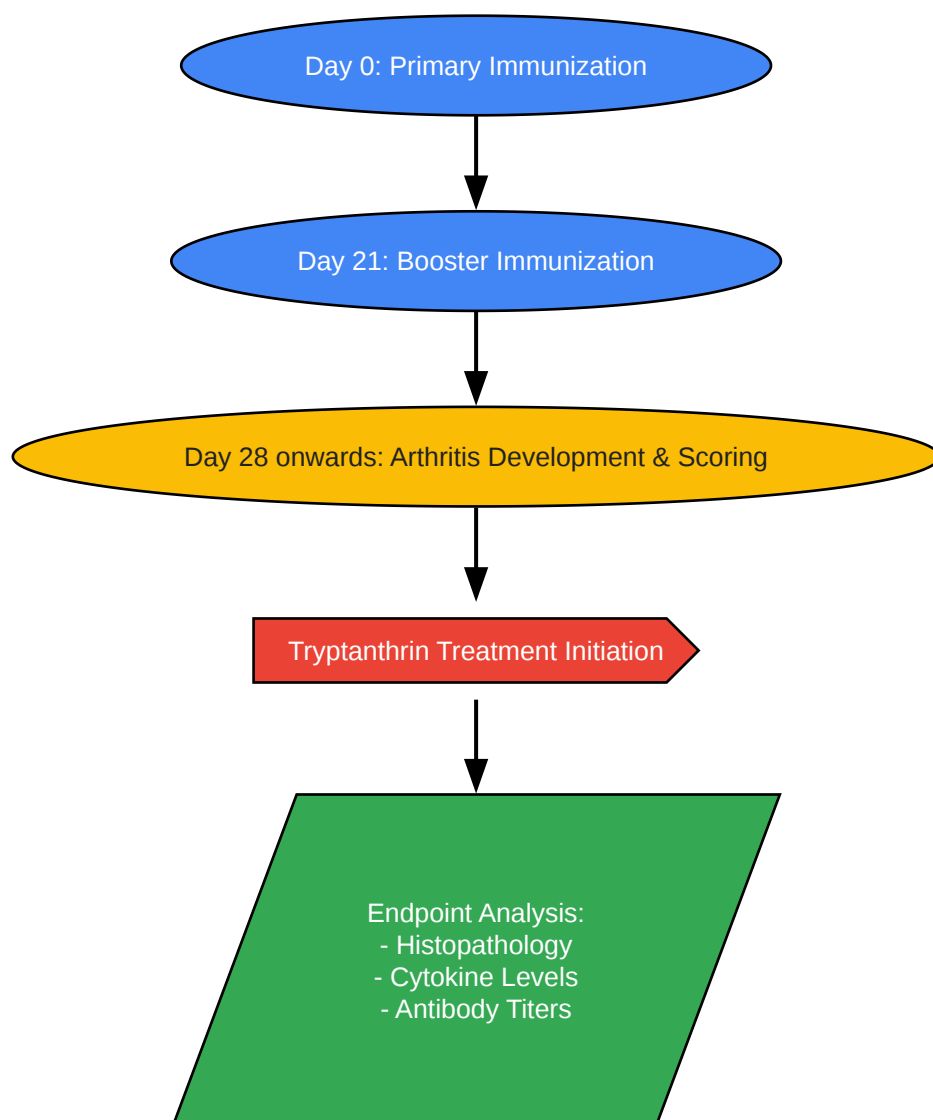 Day 0: Primary Immunization
Day 21: Booster Immunization
Day 28 onwards: Arthritis Development & Scoring
Tryptanthrin Treatment Initiation
Endpoint Analysis:
- Histopathology
- Cytokine Levels
- Antibody Titers